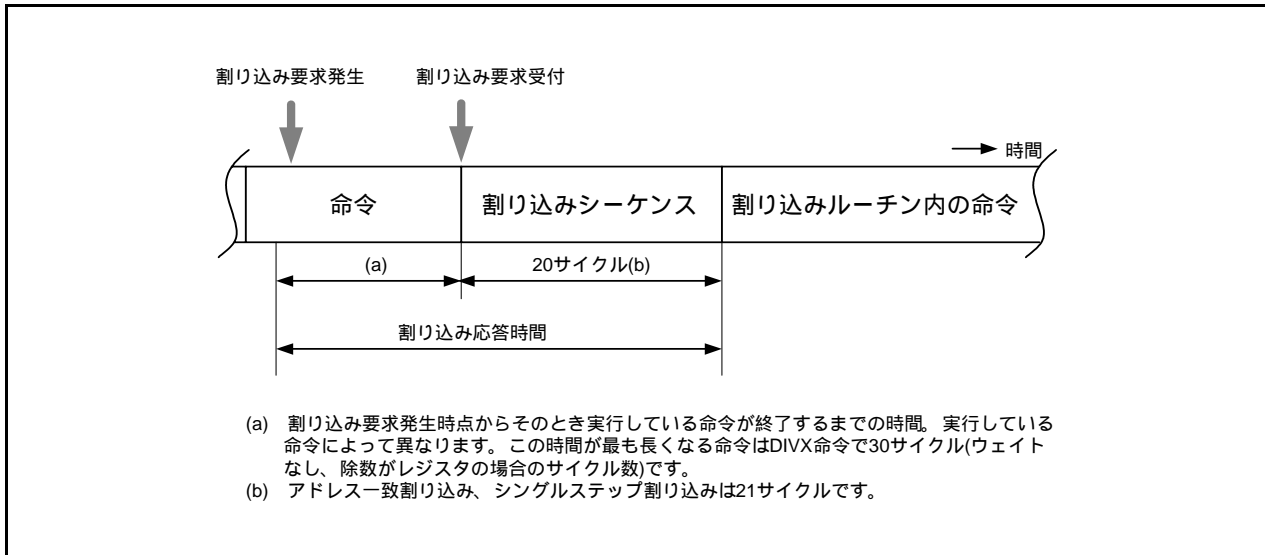 割り込み要求発生 割り込み要求受付
時間
命令 割り込みシーケンス 割り込みルーチン内の命令
(a) 20サイクル(b)
割り込み応答時間
(a) 割り込み要求発生時点からそのとき実行している命令が終了するまでの時間。実行している
命令によって異なります。この時間が最も長くなる命令はDIVX命令で30サイクル(ウェイト
なし、除数がレジスタの場合のサイクル数)です。
(b) アドレス一致割り込み、シングルステップ割り込みは21サイクルです。